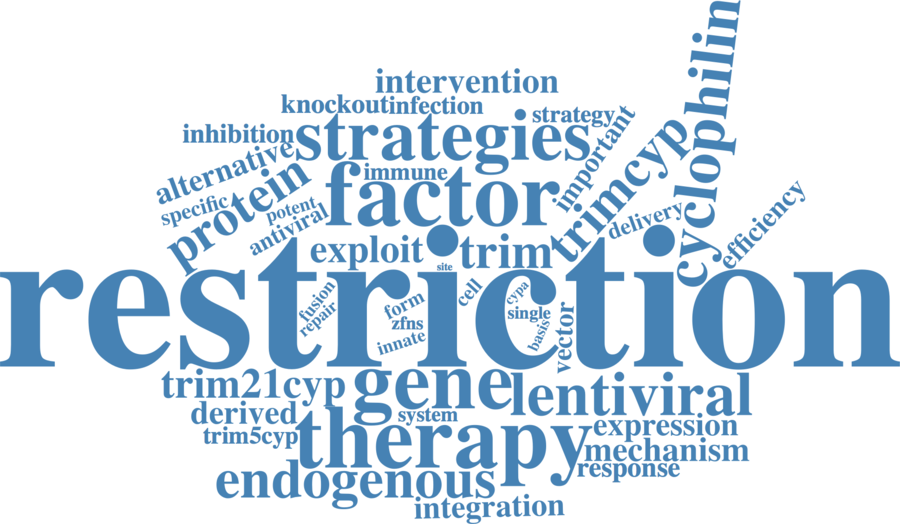 cyclophilin
intervention
knockout
infection
strategy
inhibition
strategies
important
trimcyp
alternative
immune
factor
protein
specific
potent
antiviral
delivery
efficiency
exploit
trim
site
restriction
fusion
repair
form
zfns
innate
cell
cypa
single
basis
vector
trim21cyp
gene
lentiviral
derived
system
trim5cyp
therapy
expression
mechanism
response
endogenous
integration